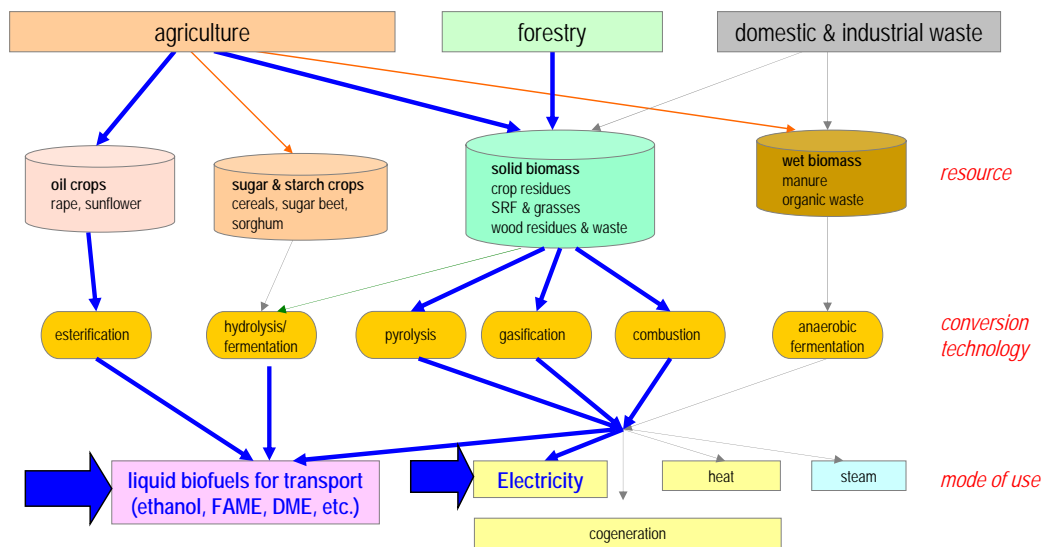 agriculture
forestry
domestic & industrial waste
oil crops
rape, sunflower
sugar & starch crops
cereals, sugar beet,
sorghum
solid biomass
crop residues
SRF & grasses
wood residues & waste
wet biomass
manure
organic waste
resource
esterification
hydrolysis/
fermentation
pyrolysis
gasification
combustion
anaerobic
fermentation
conversion
technology
liquid biofuels for transport
(ethanol, FAME, DME, etc.)
Electricity
heat
steam
mode of use
cogeneration